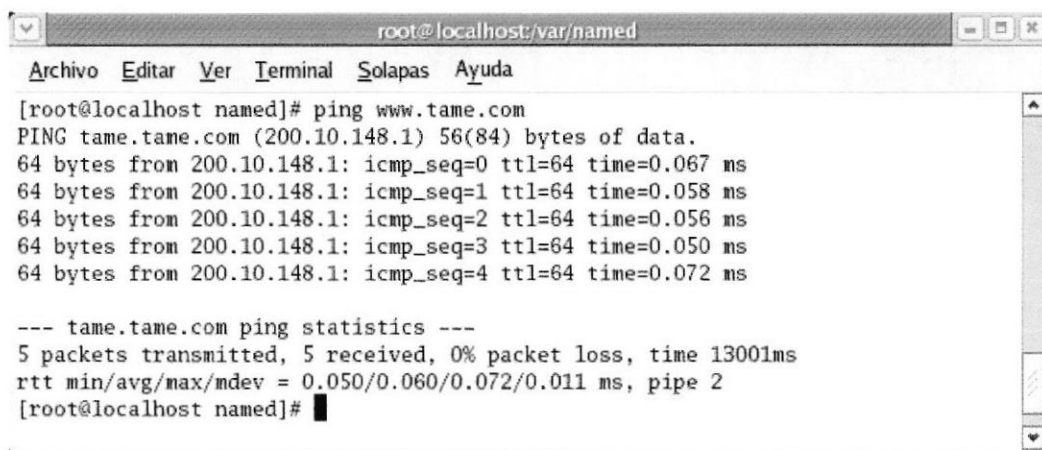 root@localhost:/var/named
Archivo Editar Ver Terminal Solapas Ayuda
[root@localhost named]# ping www.tame.com
PING tame.tame.com (200.10.148.1) 56(84) bytes of data.
64 bytes from 200.10.148.1: icmp_seq=0 ttl=64 time=0.067 ms
64 bytes from 200.10.148.1: icmp_seq=1 ttl=64 time=0.058 ms
64 bytes from 200.10.148.1: icmp_seq=2 ttl=64 time=0.056 ms
64 bytes from 200.10.148.1: icmp_seq=3 ttl=64 time=0.050 ms
64 bytes from 200.10.148.1: icmp_seq=4 ttl=64 time=0.072 ms
--- tame.tame.com ping statistics ---
5 packets transmitted, 5 received, 0% packet loss, time 13001ms
rtt min/avg/max/mdev = 0.050/0.060/0.072/0.011 ms, pipe 2
[root@localhost named]#